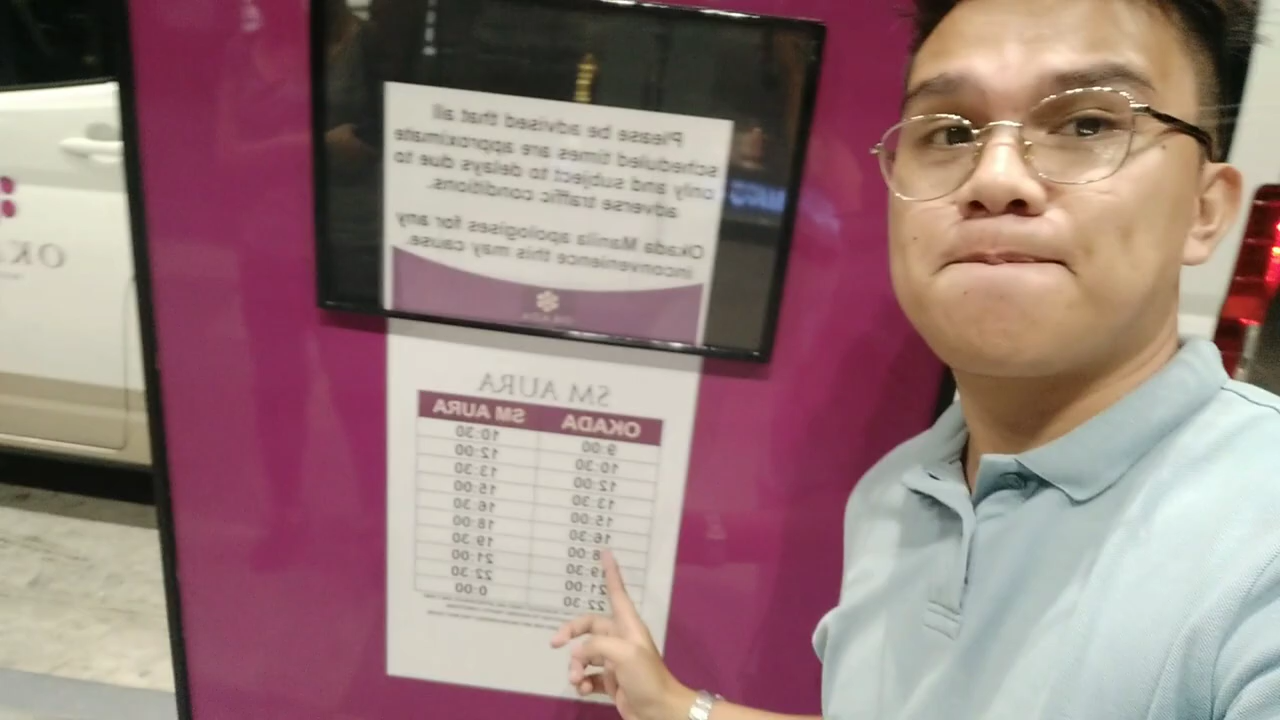 Please be advised that all
scheduled times are approximate
only and subject to delays due to
adverse traffic conditions.
Okada Manila apologises for any
inconvenience this may cause.
SM AURA
OKADA SM AURA
9:00 10:30
10:30 12:00
12:00 13:30
13:30 15:00
15:00 16:30
16:30 18:00
18:00 19:30
19:30 21:00
21:00 22:30
22:30 0:00